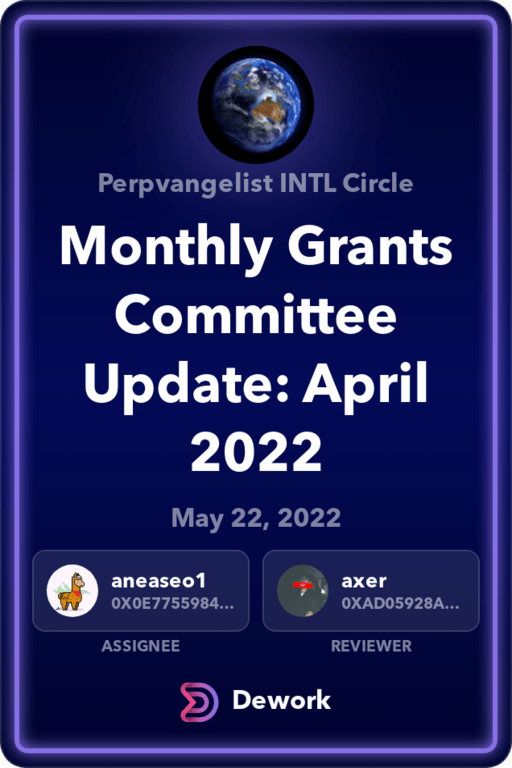 Perpvangelist INTL Circle
Monthly Grants
Committee
Update: April
2022
May 22, 2022
aneaseo1
0X0E7755984...
ASSIGNEE
axer
0XAD05928A...
REVIEWER
Dework